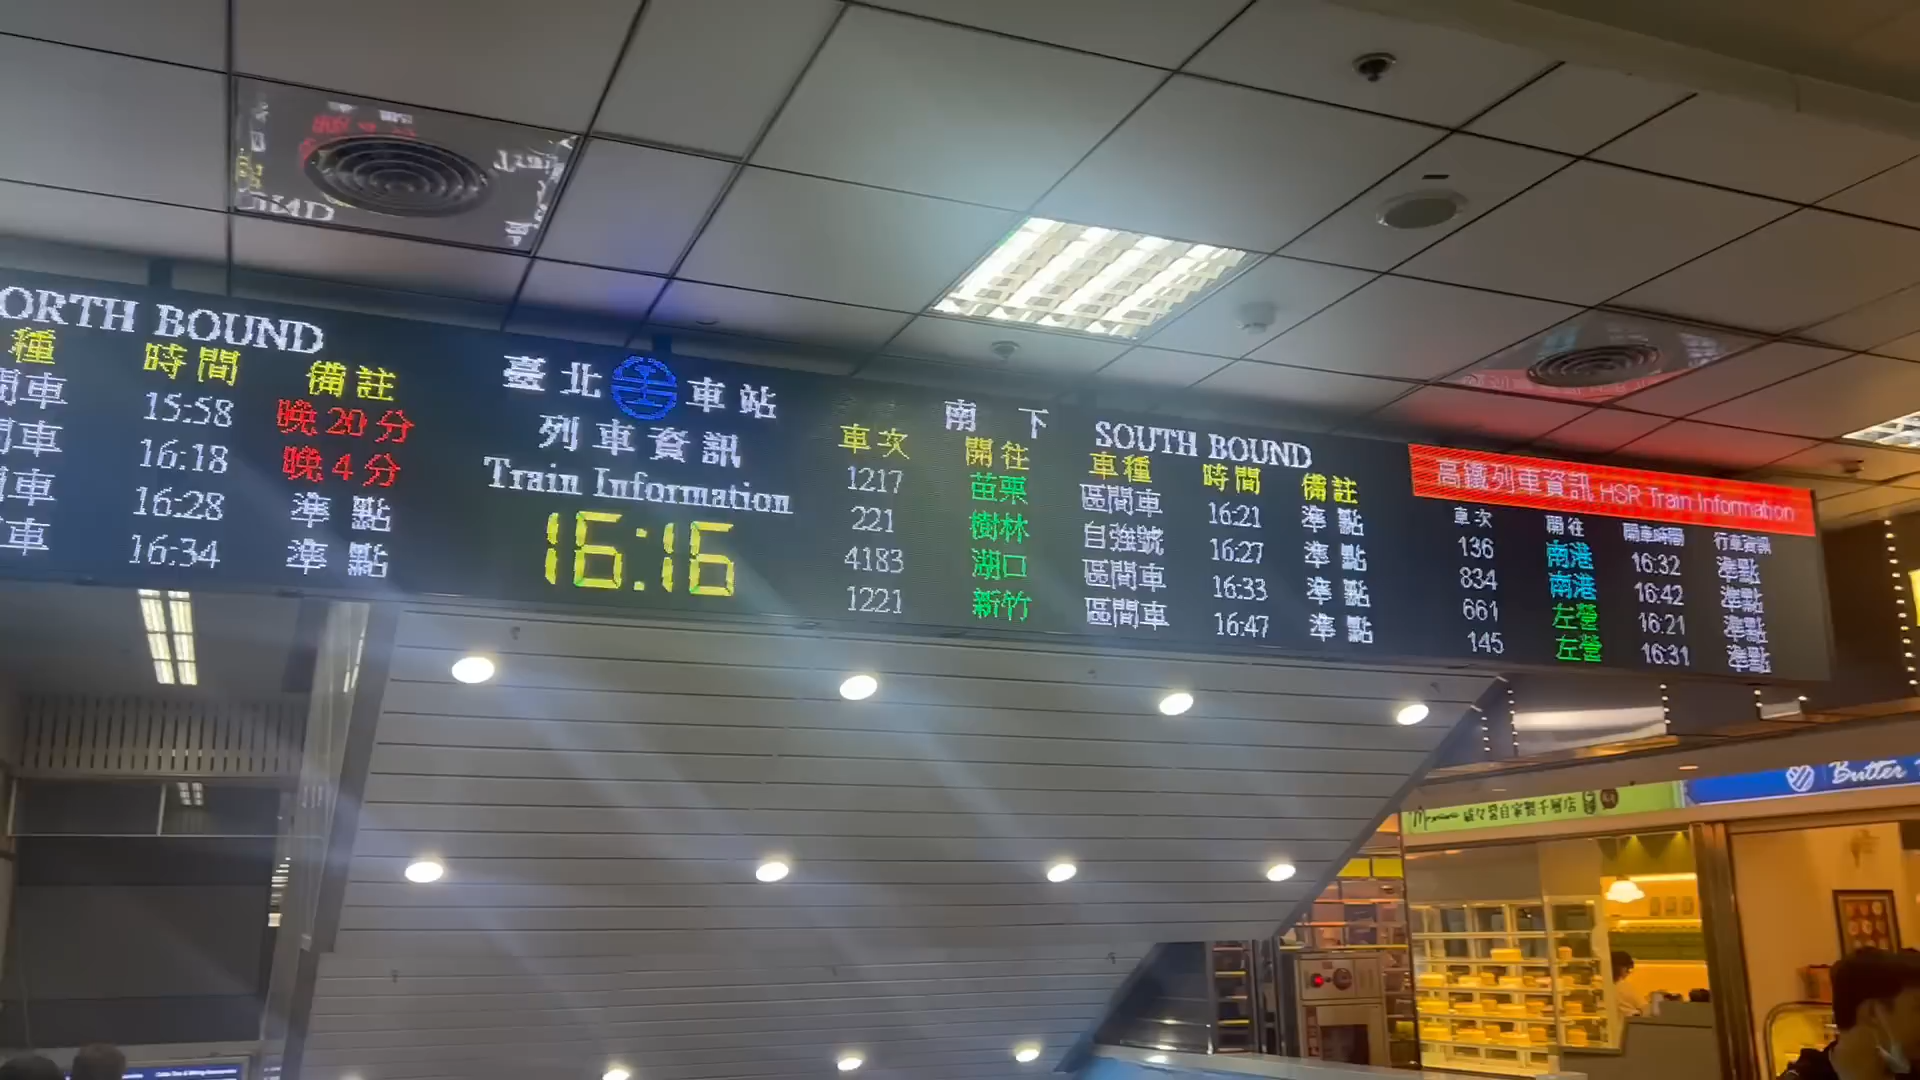 ORTH BOUND
種 時間 備註
間車 15:58 晚20分
間車 16:18 晚4分
間車 16:28 準點
車 16:34 準點
臺北車站
列車資訊
Train Information
16:16
南下 SOUTH BOUND
車次 開往 車種 時間 備註
1217 苗栗 區間車 16:21 準點
221 樹林 自強號 16:27 準點
4183 湖口 區間車 16:33 準點
1221 新竹 區間車 16:47 準點
高鐵列車資訊 HSR Train Information
車次 開往 開車時間 行車資訊
136 南港 16:32 準點
834 南港 16:42 準點
661 左營 16:21 準點
145 左營 16:31 準點
Butter